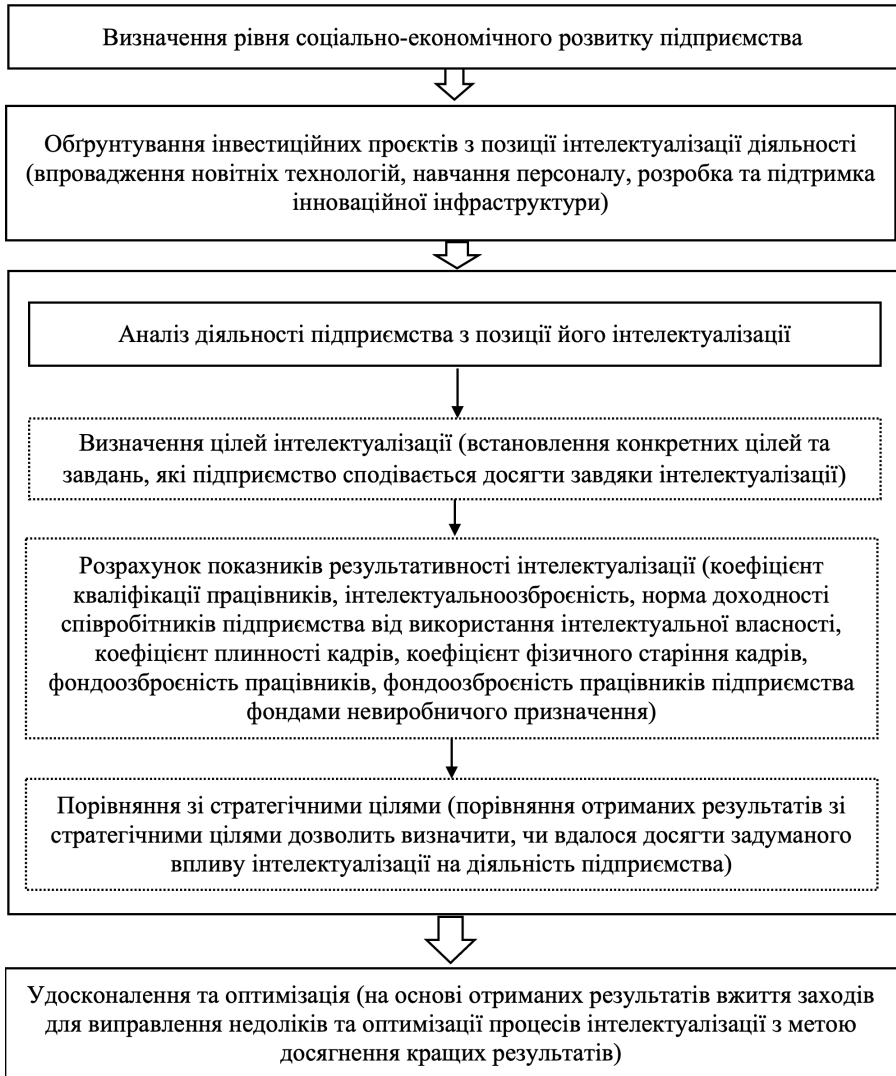 Визначення рівня соціально-економічного розвитку підприємства
Обґрунтування інвестиційних проєктів з позиції інтелектуалізації діяльності
(впровадження новітніх технологій, навчання персоналу, розробка та підтримка
інноваційної інфраструктури)
Аналіз діяльності підприємства з позиції його інтелектуалізації
Визначення цілей інтелектуалізації (встановлення конкретних цілей та
завдань, які підприємство сподівається досягти завдяки інтелектуалізації)
Розрахунок показників результативності інтелектуалізації (коефіцієнт
кваліфікації працівників, інтелектуальноозброєність, норма доходності
співробітників підприємства від використання інтелектуальної власності,
коефіцієнт плинності кадрів, коефіцієнт фізичного старіння кадрів,
фондоозброєність працівників, фондоозброєність працівників підприємства
фондами невиробничого призначення)
Порівняння зі стратегічними цілями (порівняння отриманих результатів зі
стратегічними цілями дозволить визначити, чи вдалося досягти задуманого
впливу інтелектуалізації на діяльність підприємства)
Удосконалення та оптимізація (на основі отриманих результатів вжиття заходів
для виправлення недоліків та оптимізації процесів інтелектуалізації з метою
досягнення кращих результатів)